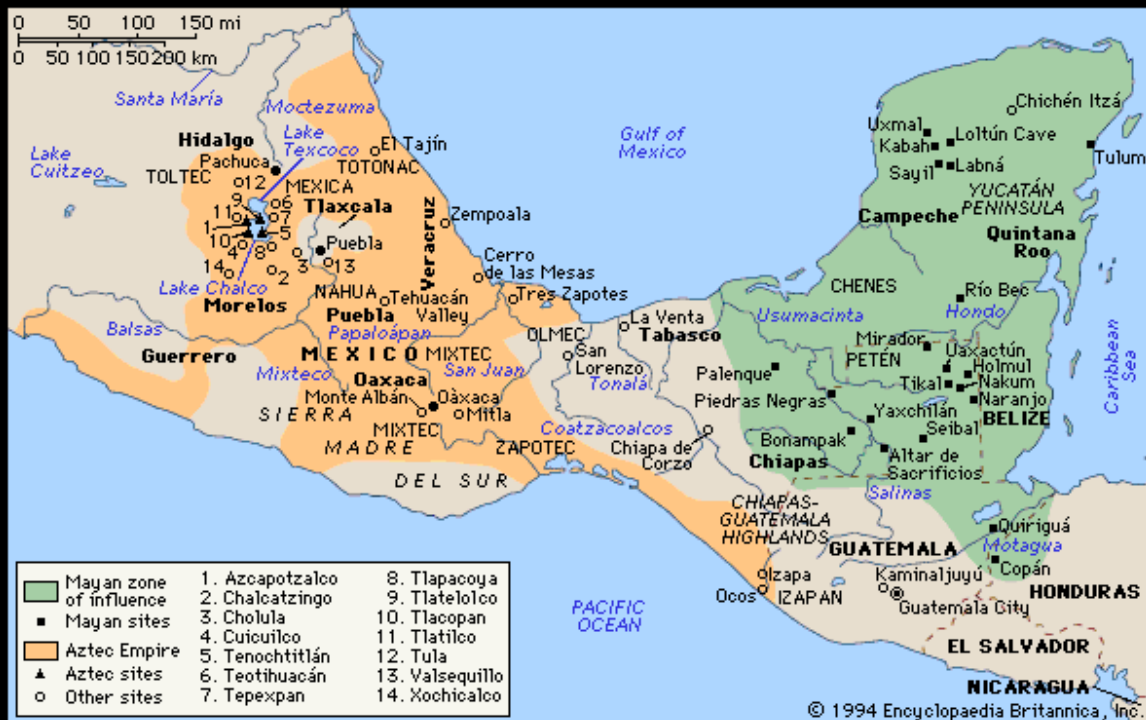 0 50 100 150 mi
0 50 100 150 200 km
Santa María
Moctezuma
Hidalgo
Lake
Texcoco
Lake
Cuitzeo
Pachuca
El Tajín
TOLTEC
12
TOTONAC
MEXICA
9
6
11
7
Tlaxcala
1
5
10
4
8
Puebla
3
13
14
2
Lake Chalco
Morelos
Veracruz
Zempoala
Cerro
de las Mesas
NAHUA
Tehuacán
Valley
Tres Zapotes
Puebla
Papaloápan
Balsas
Guerrero
MEXICO
MIXTEC
Mixteco
San Juan
Oaxaca
Monte Albán
Oàxaca
Mitla
MIXTEC
ZAPOTEC
SIERRA
MADRE
DEL SUR
Gulf of
Mexico
OLMEC
La Venta
Tabasco
San
Lorenzo
Tonalá
Coatzacoalcos
Chiapa de
Corzo
Chichén Itzá
Uxmal
Loltún Cave
Kabah
Tulum
Sayil
Labná
YUCATÁN
PENINSULA
Campeche
Quintana
Roo
CHENES
Río Bec
Usumacinta
Hondo
Mirador
PETÉN
Uaxactún
Holmul
Palenque
Tikal
Nakum
Piedras Negras
Naranjo
Yaxchilán
BELIZE
Seibal
Bonampak
Altar de
Sacrificios
Chiapas
Salinas
Caribbean
Sea
CHIAPAS-
GUATEMALA
HIGHLANDS
Quiriguá
GUATEMALA
Motagua
Copán
Izapa
Kaminaljuyú
HONDURAS
Ocos
IZAPAN
Guatemala City
PACIFIC
OCEAN
EL SALVADOR
NICARAGUA
Mayan zone
of influence
Mayan sites
Aztec Empire
Aztec sites
Other sites
1. Azcapotzalco
2. Chalcatzingo
3. Cholula
4. Cuicuilco
5. Tenochtitlán
6. Teotihuacán
7. Tepexpan
8. Tlapacoya
9. Tlatelolco
10. Tlacopan
11. Tlatilco
12. Tula
13. Valsequillo
14. Xochicalco
© 1994 Encyclopaedia Britannica, Inc